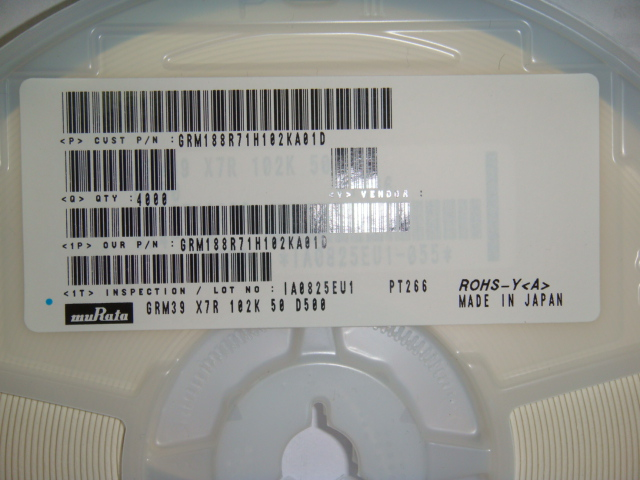 <P> CUST P/N : GRM188R71H102KA01D
<Q> QTY : 4000 <V> VENDOR :
<1P> OUR P/N : GRM188R71H102KA01D
<1T> INSPECTION / LOT NO : IA0825EU1 PT266 ROHS-Y<A>
muRata GRM39 X7R 102K 50 D500 MADE IN JAPAN